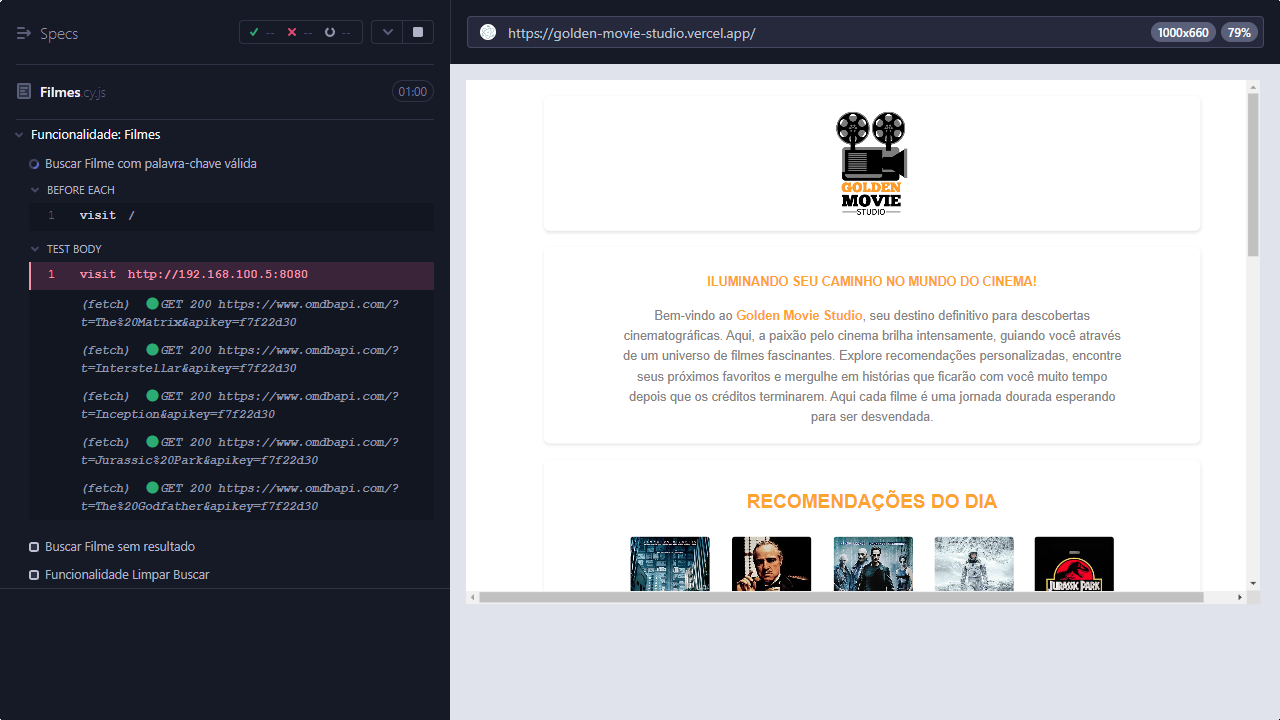 Specs
-- -- --
Filmes.cy.js 01:00
Funcionalidade: Filmes
Buscar Filme com palavra-chave válida
BEFORE EACH
1 visit /
TEST BODY
1 visit http://192.168.100.5:8080
(fetch) GET 200 https://www.omdbapi.com/?
t=The%20Matrix&apikey=f7f22d30
(fetch) GET 200 https://www.omdbapi.com/?
t=Interstellar&apikey=f7f22d30
(fetch) GET 200 https://www.omdbapi.com/?
t=Inception&apikey=f7f22d30
(fetch) GET 200 https://www.omdbapi.com/?
t=Jurassic%20Park&apikey=f7f22d30
(fetch) GET 200 https://www.omdbapi.com/?
t=The%20Godfather&apikey=f7f22d30
Buscar Filme sem resultado
Funcionalidade Limpar Buscar
https://golden-movie-studio.vercel.app/ 1000x660 79%
GOLDEN
MOVIE
STUDIO
ILUMINANDO SEU CAMINHO NO MUNDO DO CINEMA!
Bem-vindo ao Golden Movie Studio, seu destino definitivo para descobertas
cinematográficas. Aqui, a paixão pelo cinema brilha intensamente, guiando você através
de um universo de filmes fascinantes. Explore recomendações personalizadas, encontre
seus próximos favoritos e mergulhe em histórias que ficarão com você muito tempo
depois que os créditos terminarem. Aqui cada filme é uma jornada dourada esperando
para ser desvendada.
RECOMENDAÇÕES DO DIA
JURASSIC PARK